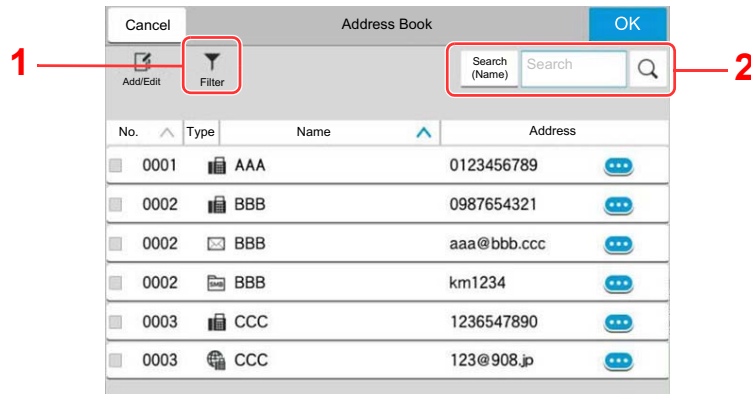 Cancel Address Book OK
1 2
Search
(Name) Search
Add/Edit Filter
No. Type Name Address
0001 AAA 0123456789
0002 BBB 0987654321
0002 BBB aaa@bbb.ccc
0002 SMB BBB km1234
0003 CCC 1236547890
0003 CCC 123@908.jp